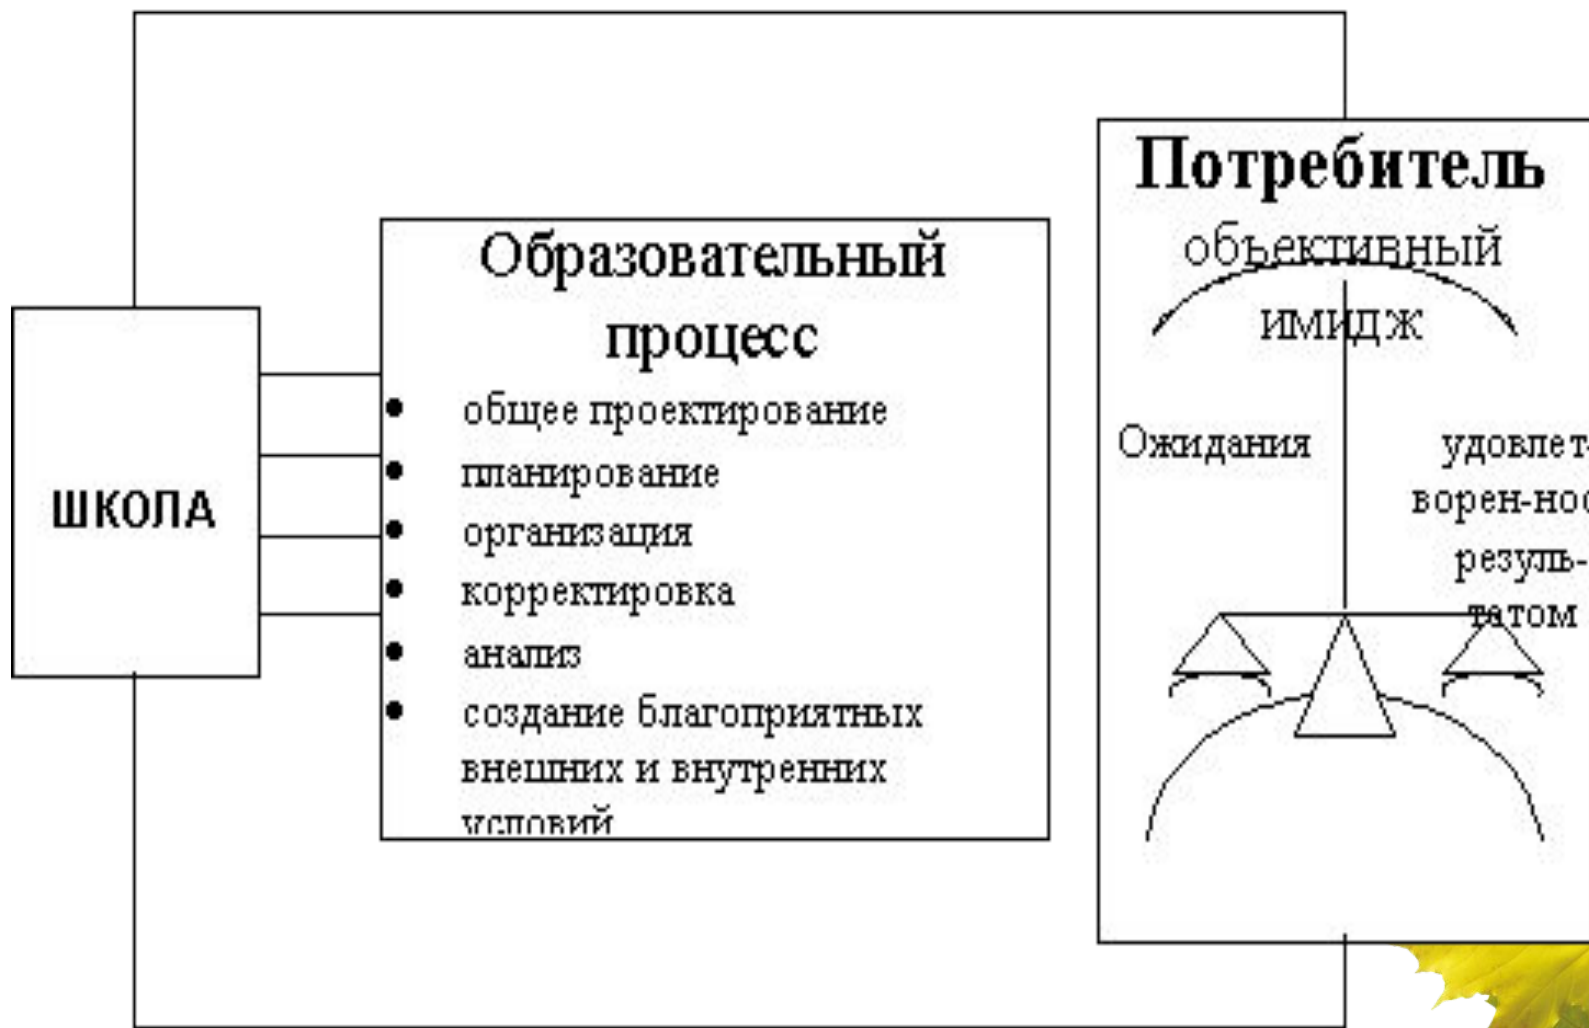 ШКОЛА
Образовательный
процесс
• общее проектирование
• планирование
• организация
• корректировка
• анализ
• создание благоприятных
внешних и внутренних
условий
Потребитель
объективный
имидж
Ожидания
удовлет-
ворен-нос
резуль-
татом